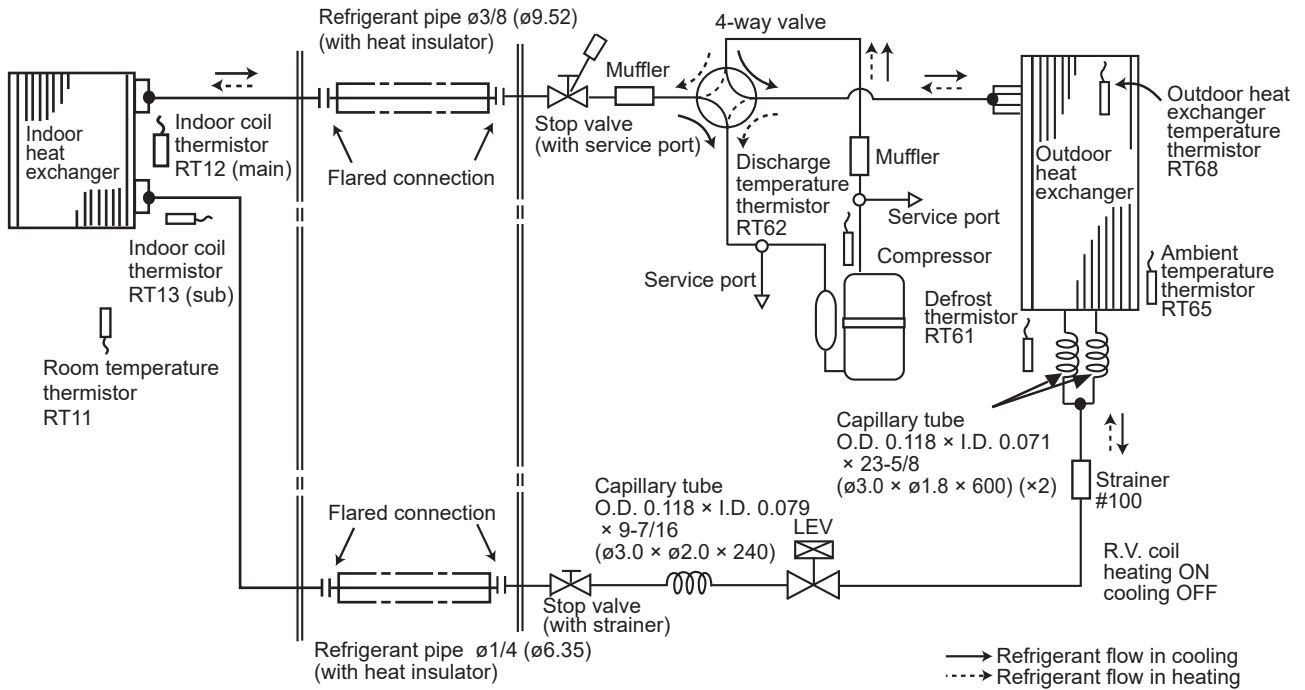 Refrigerant pipe ø3/8 (ø9.52)
(with heat insulator)
4-way valve
Muffler
Stop valve
(with service port)
Indoor
heat
exchanger
Indoor coil
thermistor
RT12 (main)
Flared connection
Discharge
temperature
thermistor
RT62
Muffler
Service port
Outdoor
heat
exchanger
Outdoor heat
exchanger
temperature
thermistor
RT68
Indoor coil
thermistor
RT13 (sub)
Service port
Compressor
Defrost
thermistor
RT61
Ambient
temperature
thermistor
RT65
Room temperature
thermistor
RT11
Capillary tube
O.D. 0.118 × I.D. 0.071
× 23-5/8
(ø3.0 × ø1.8 × 600) (×2)
Strainer
#100
Flared connection
Capillary tube
O.D. 0.118 × I.D. 0.079
× 9-7/16
(ø3.0 × ø2.0 × 240)
LEV
R.V. coil
heating ON
cooling OFF
Stop valve
(with strainer)
Refrigerant pipe ø1/4 (ø6.35)
(with heat insulator)
Refrigerant flow in cooling
Refrigerant flow in heating